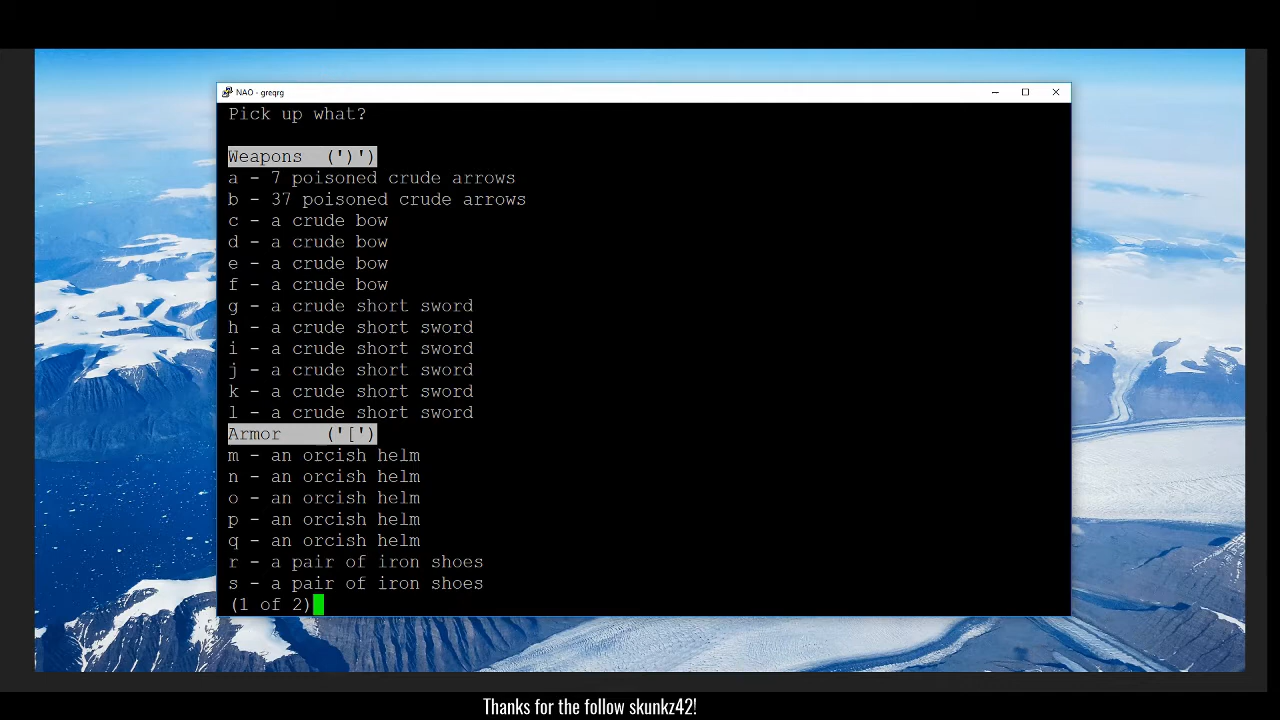 NAO - greqrg
Pick up what?
Weapons (')')
a - 7 poisoned crude arrows
b - 37 poisoned crude arrows
c - a crude bow
d - a crude bow
e - a crude bow
f - a crude bow
g - a crude short sword
h - a crude short sword
i - a crude short sword
j - a crude short sword
k - a crude short sword
l - a crude short sword
Armor ('[')
m - an orcish helm
n - an orcish helm
o - an orcish helm
p - an orcish helm
q - an orcish helm
r - a pair of iron shoes
s - a pair of iron shoes
(1 of 2)
Thanks for the follow skunkz42!